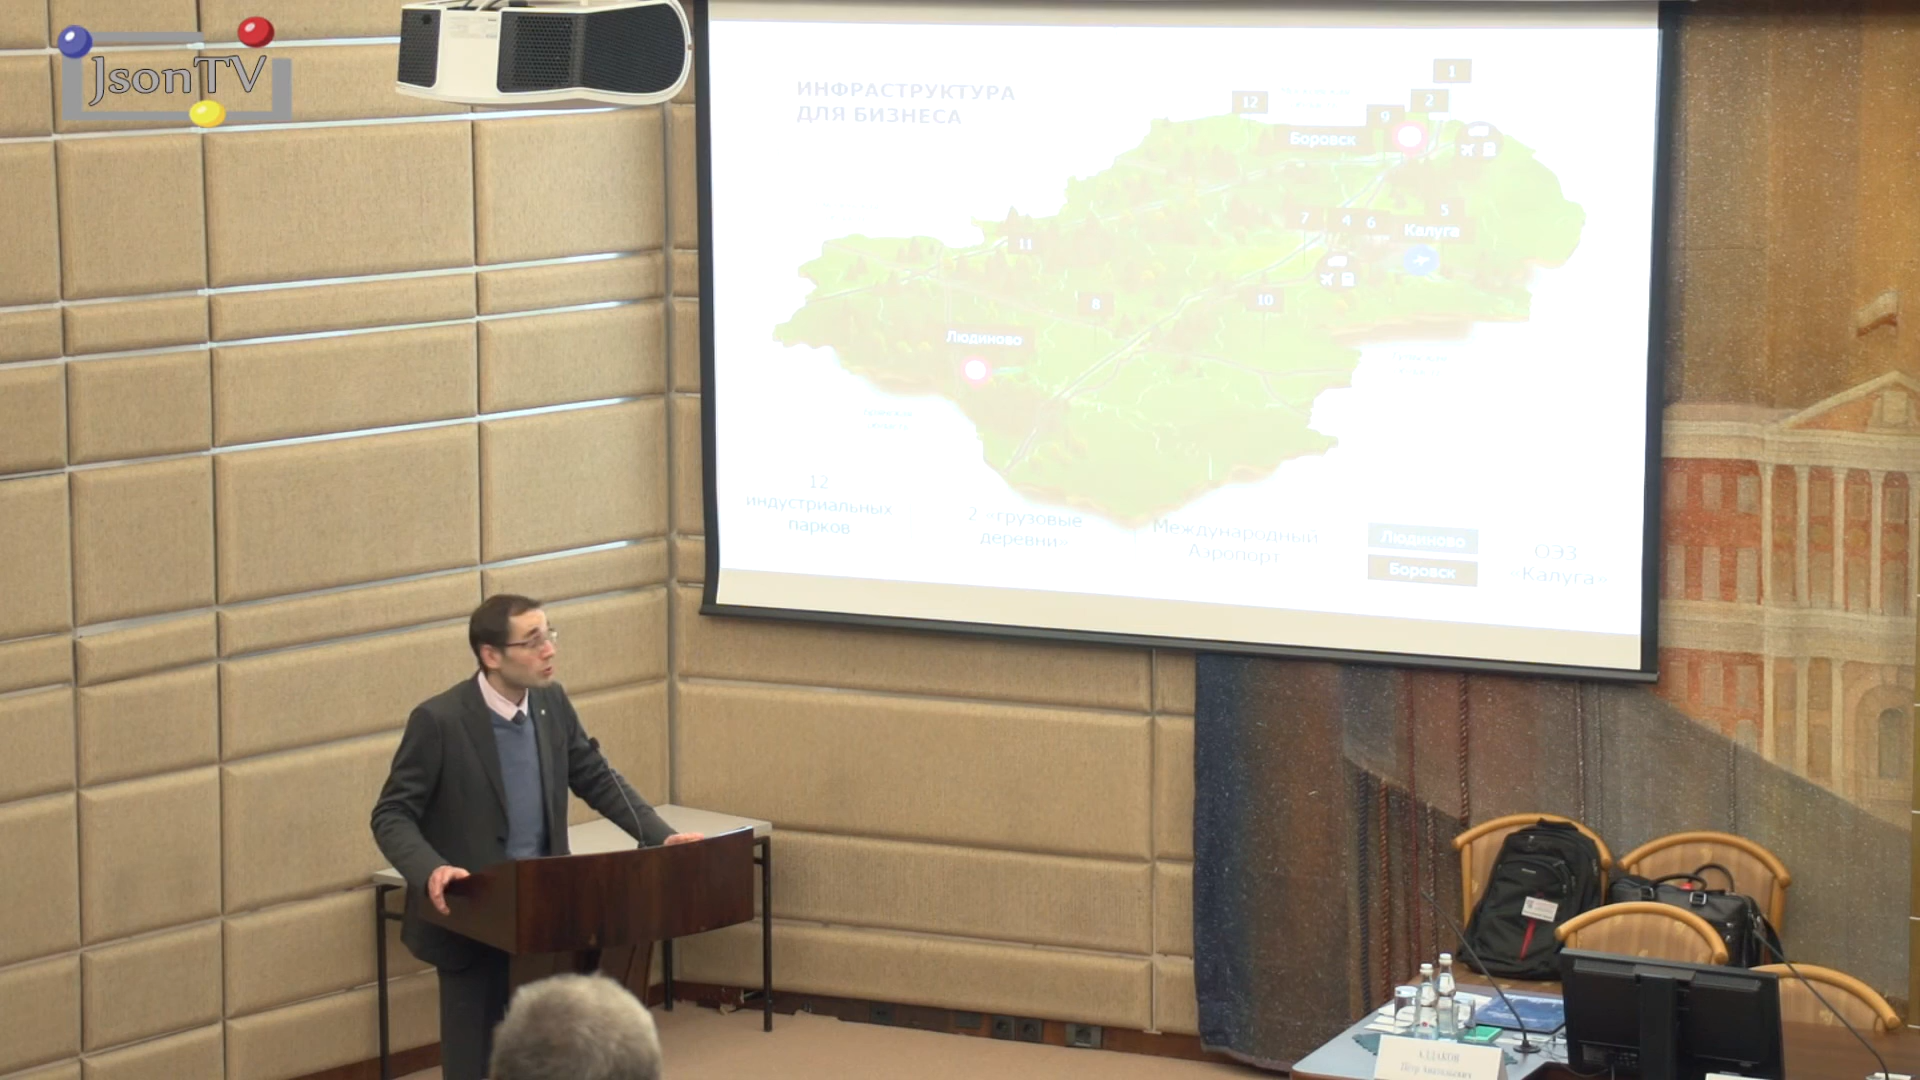 JsonTV
ИНФРАСТРУКТУРА
ДЛЯ БИЗНЕСА
1
2
12
9
Боровск
5
7
4
6
Калуга
11
8
10
Людиново
12
индустриальных
парков
2 «грузовые
деревни»
Международный
Аэропорт
Людиново
Боровск
ОЭЗ
«Калуга»